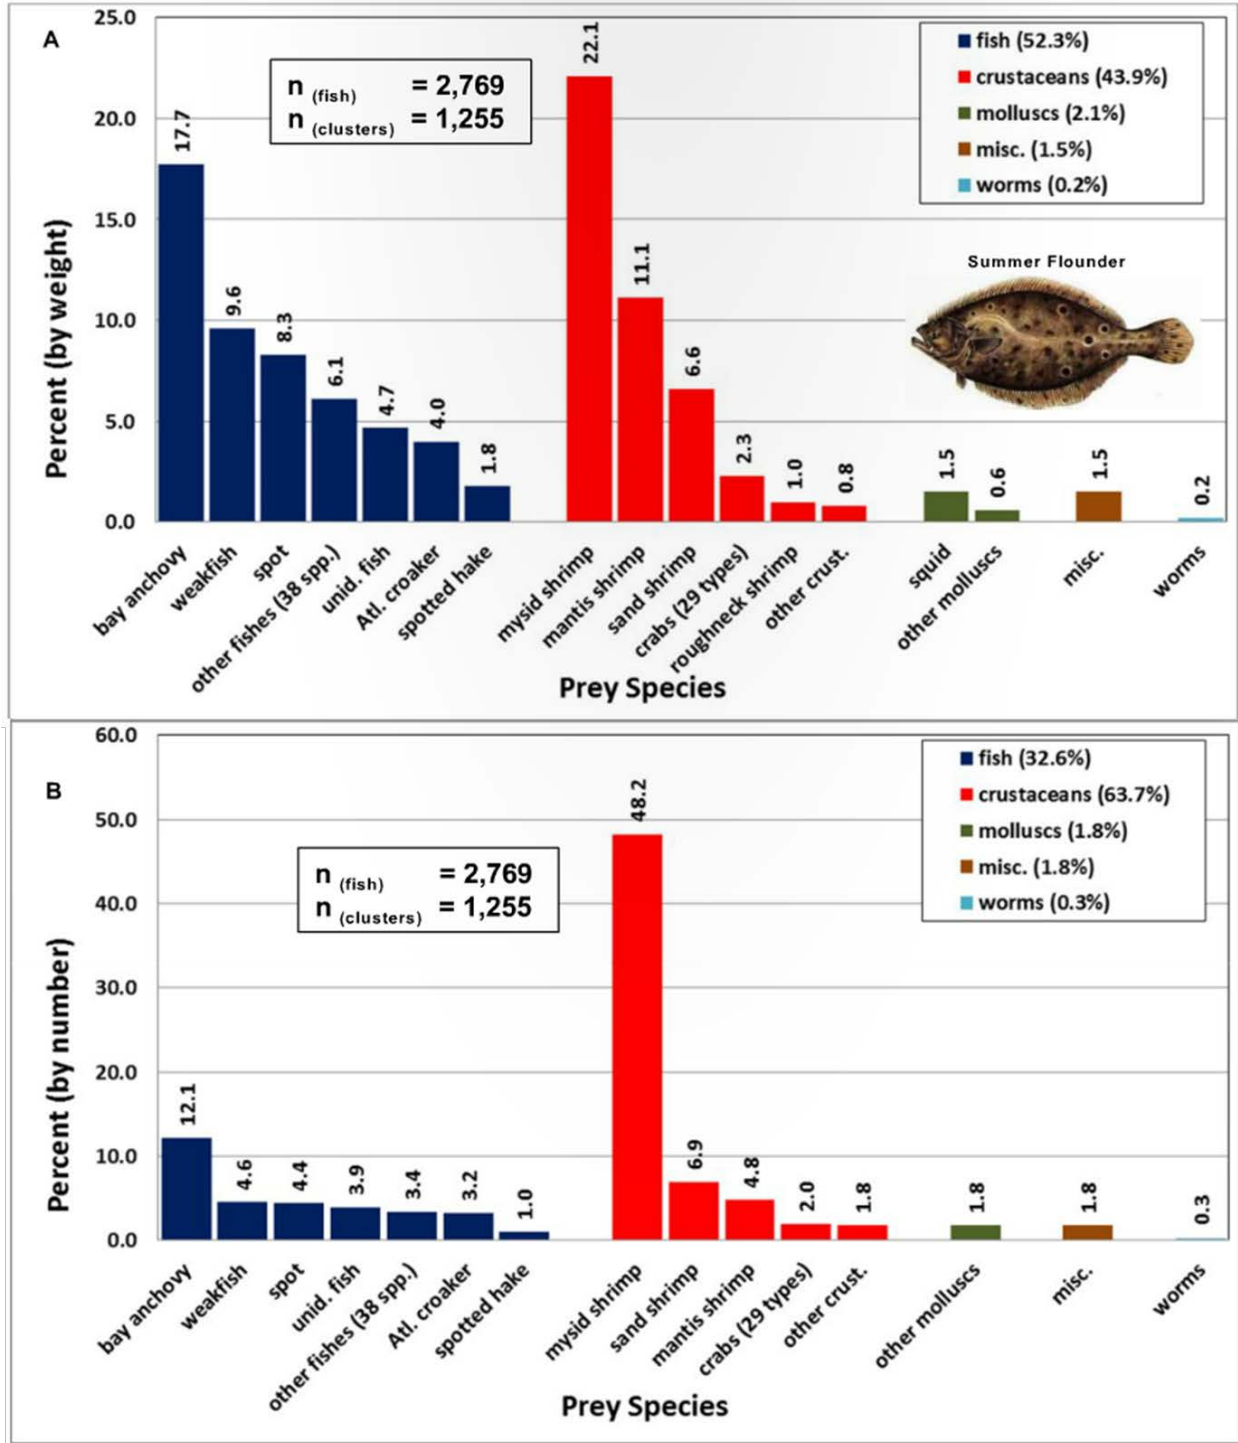 A
25.0
20.0
15.0
10.0
5.0
0.0
Percent (by weight)
n (fish) = 2,769
n (clusters) = 1,255
fish (52.3%)
crustaceans (43.9%)
molluscs (2.1%)
misc. (1.5%)
worms (0.2%)
Summer Flounder
17.7
9.6
8.3
6.1
4.7
4.0
1.8
22.1
11.1
6.6
2.3
1.0
0.8
1.5
0.6
1.5
0.2
bay anchovy
weakfish
spot
other fishes (38 spp.)
unid. fish
Atl. croaker
spotted hake
mysid shrimp
mantis shrimp
sand shrimp
crabs (29 types)
roughneck shrimp
other crust.
squid
other molluscs
misc.
worms
Prey Species
B
60.0
50.0
40.0
30.0
20.0
10.0
0.0
Percent (by number)
n (fish) = 2,769
n (clusters) = 1,255
fish (32.6%)
crustaceans (63.7%)
molluscs (1.8%)
misc. (1.8%)
worms (0.3%)
12.1
4.6
4.4
3.9
3.4
3.2
1.0
48.2
6.9
4.8
2.0
1.8
1.8
1.8
0.3
bay anchovy
weakfish
spot
unid. fish
other fishes (38 spp.)
Atl. croaker
spotted hake
mysid shrimp
sand shrimp
mantis shrimp
crabs (29 types)
other crust.
other molluscs
misc.
worms
Prey Species